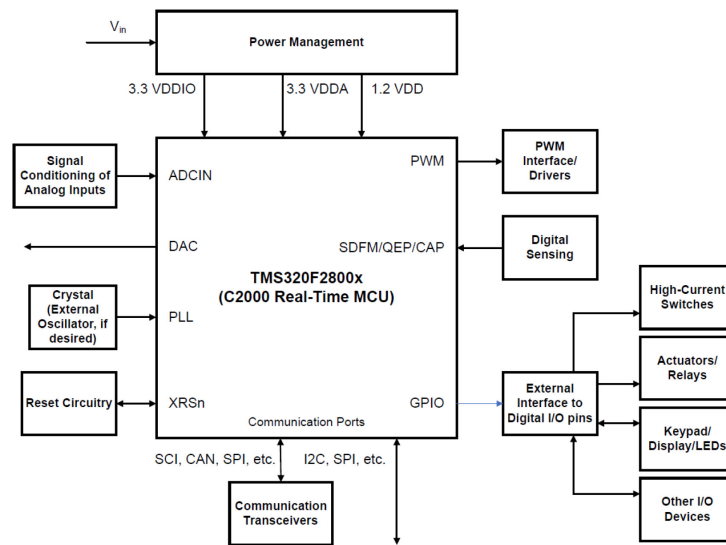 Vin
Power Management
3.3 VDDIO
3.3 VDDA
1.2 VDD
Signal
Conditioning of
Analog Inputs
ADCIN
PWM
PWM
Interface/
Drivers
DAC
SDFM/QEP/CAP
Digital
Sensing
TMS320F2800x
(C2000 Real-Time MCU)
Crystal
(External
Oscillator, if
desired)
PLL
High-Current
Switches
Actuators/
Relays
Reset Circuitry
XRSn
GPIO
External
Interface to
Digital I/O pins
Communication Ports
Keypad/
Display/LEDs
SCI, CAN, SPI, etc.
I2C, SPI, etc.
Communication
Transceivers
Other I/O
Devices